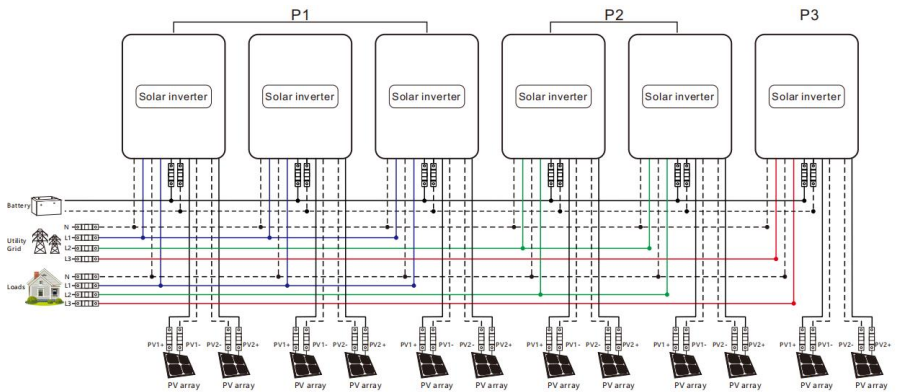 P1 P2 P3
Solar inverter Solar inverter Solar inverter Solar inverter Solar inverter Solar inverter
Battery
N
Utility
Grid
L1
L2
L3
N
Loads
L1
L2
L3
PV1+ PV1- PV2- PV2+ PV1+ PV1- PV2- PV2+ PV1+ PV1- PV2- PV2+ PV1+ PV1- PV2- PV2+ PV1+ PV1- PV2- PV2+ PV1+ PV1- PV2- PV2+
PV array PV array PV array PV array PV array PV array PV array PV array PV array PV array PV array PV array